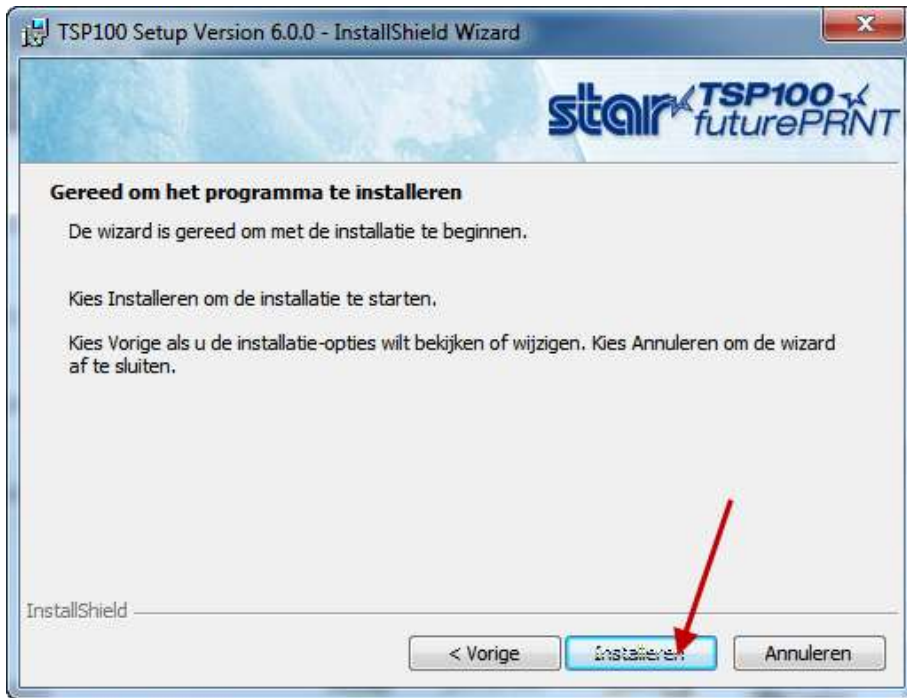 TSP100 Setup Version 6.0.0 - InstallShield Wizard
star TSP100
futurePRNT
Gereed om het programma te installeren
De wizard is gereed om met de installatie te beginnen.
Kies Installeren om de installatie te starten.
Kies Vorige als u de installatie-opties wilt bekijken of wijzigen. Kies Annuleren om de wizard
af te sluiten.
InstallShield
< Vorige Installeren Annuleren